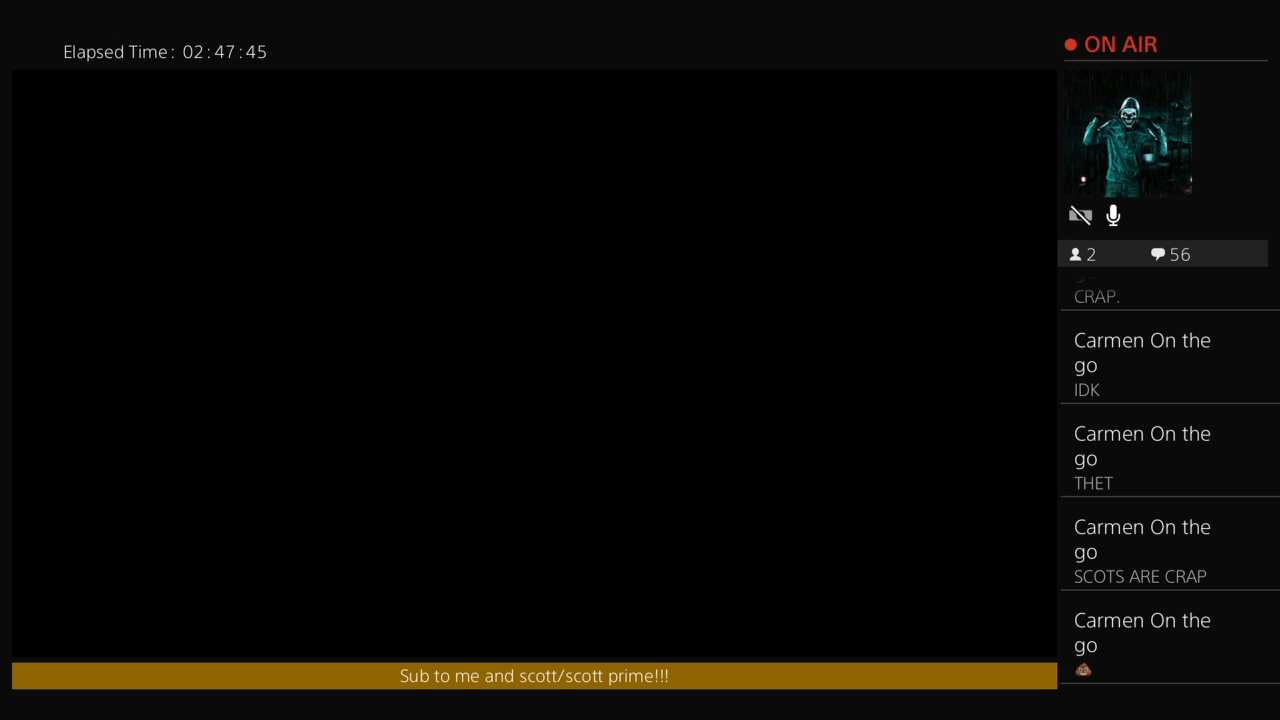 Elapsed Time: 02:47:45
ON AIR
2
56
CRAP.
Carmen On the
go
IDK
Carmen On the
go
THET
Carmen On the
go
SCOTS ARE CRAP
Carmen On the
go
💩
Sub to me and scott/scott prime!!!